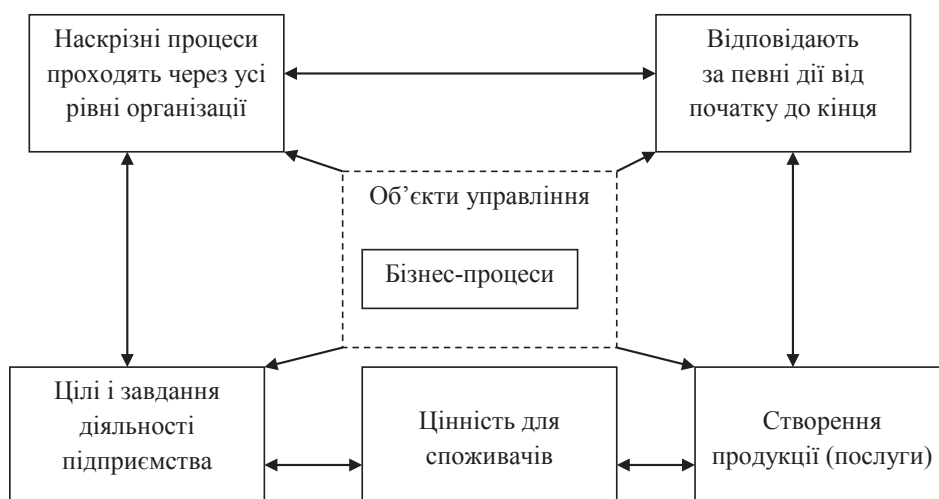 Наскрізні процеси
проходять через усі
рівні організації
Відповідають
за певні дії від
початку до кінця
Об’єкти управління
Бізнес-процеси
Цілі і завдання
діяльності
підприємства
Цінність для
споживачів
Створення
продукції (послуги)